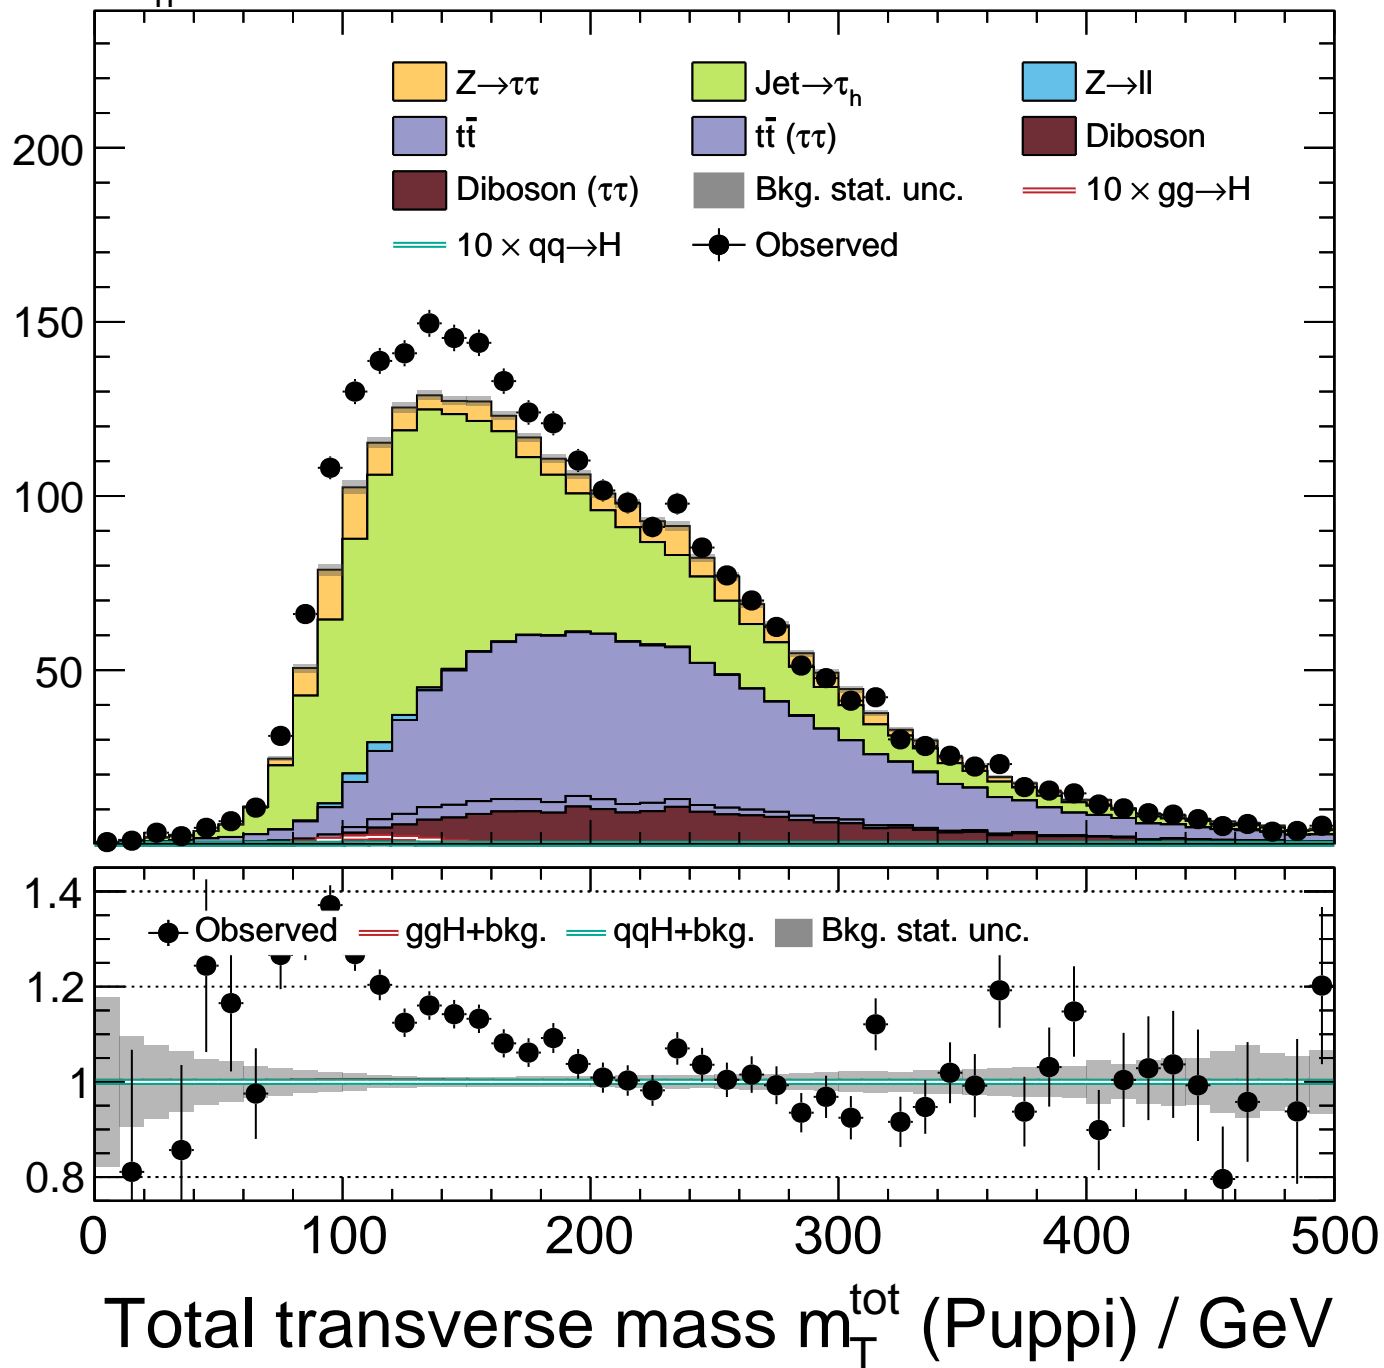 Z→ττ Jet→τ_h Z→ll
tt̄ tt̄ (ττ) Diboson
Diboson (ττ) Bkg. stat. unc. 10 × gg→H
10 × qq→H Observed
200
150
100
50
Observed ggH+bkg. qqH+bkg. Bkg. stat. unc.
1.4
1.2
1
0.8
0 100 200 300 400 500
Total transverse mass m_T^tot (Puppi) / GeV